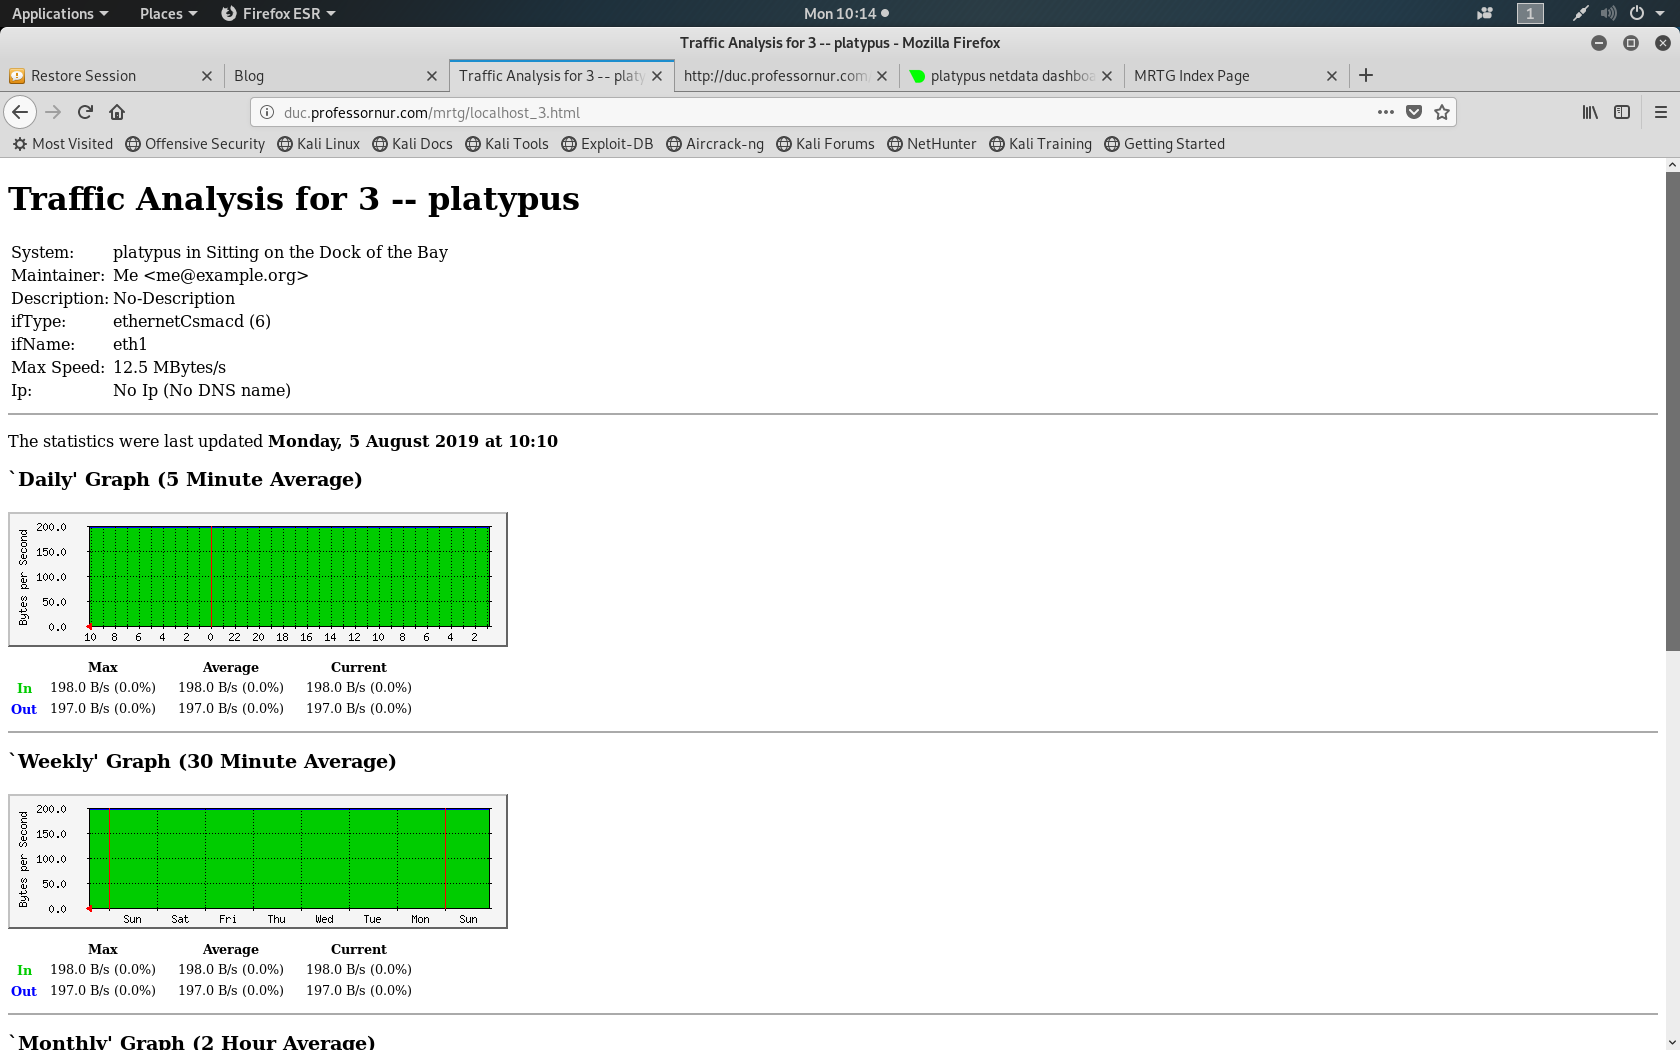 Applications Places Firefox ESR Mon 10:14 1
Traffic Analysis for 3 -- platypus - Mozilla Firefox
Restore Session Blog Traffic Analysis for 3 -- platy http://duc.professornur.com/ platypus netdata dashboa MRTG Index Page
duc.professornur.com/mrtg/localhost_3.html
Most Visited Offensive Security Kali Linux Kali Docs Kali Tools Exploit-DB Aircrack-ng Kali Forums NetHunter Kali Training Getting Started
Traffic Analysis for 3 -- platypus
System: platypus in Sitting on the Dock of the Bay
Maintainer: Me <me@example.org>
Description: No-Description
ifType: ethernetCsmacd (6)
ifName: eth1
Max Speed: 12.5 MBytes/s
Ip: No Ip (No DNS name)
The statistics were last updated Monday, 5 August 2019 at 10:10
`Daily' Graph (5 Minute Average)
Bytes per Second
200.0
150.0
100.0
50.0
0.0
10 8 6 4 2 0 22 20 18 16 14 12 10 8 6 4 2
Max Average Current
In 198.0 B/s (0.0%) 198.0 B/s (0.0%) 198.0 B/s (0.0%)
Out 197.0 B/s (0.0%) 197.0 B/s (0.0%) 197.0 B/s (0.0%)
`Weekly' Graph (30 Minute Average)
Bytes per Second
200.0
150.0
100.0
50.0
0.0
Sun Sat Fri Thu Wed Tue Mon Sun
Max Average Current
In 198.0 B/s (0.0%) 198.0 B/s (0.0%) 198.0 B/s (0.0%)
Out 197.0 B/s (0.0%) 197.0 B/s (0.0%) 197.0 B/s (0.0%)
`Monthly' Graph (2 Hour Average)